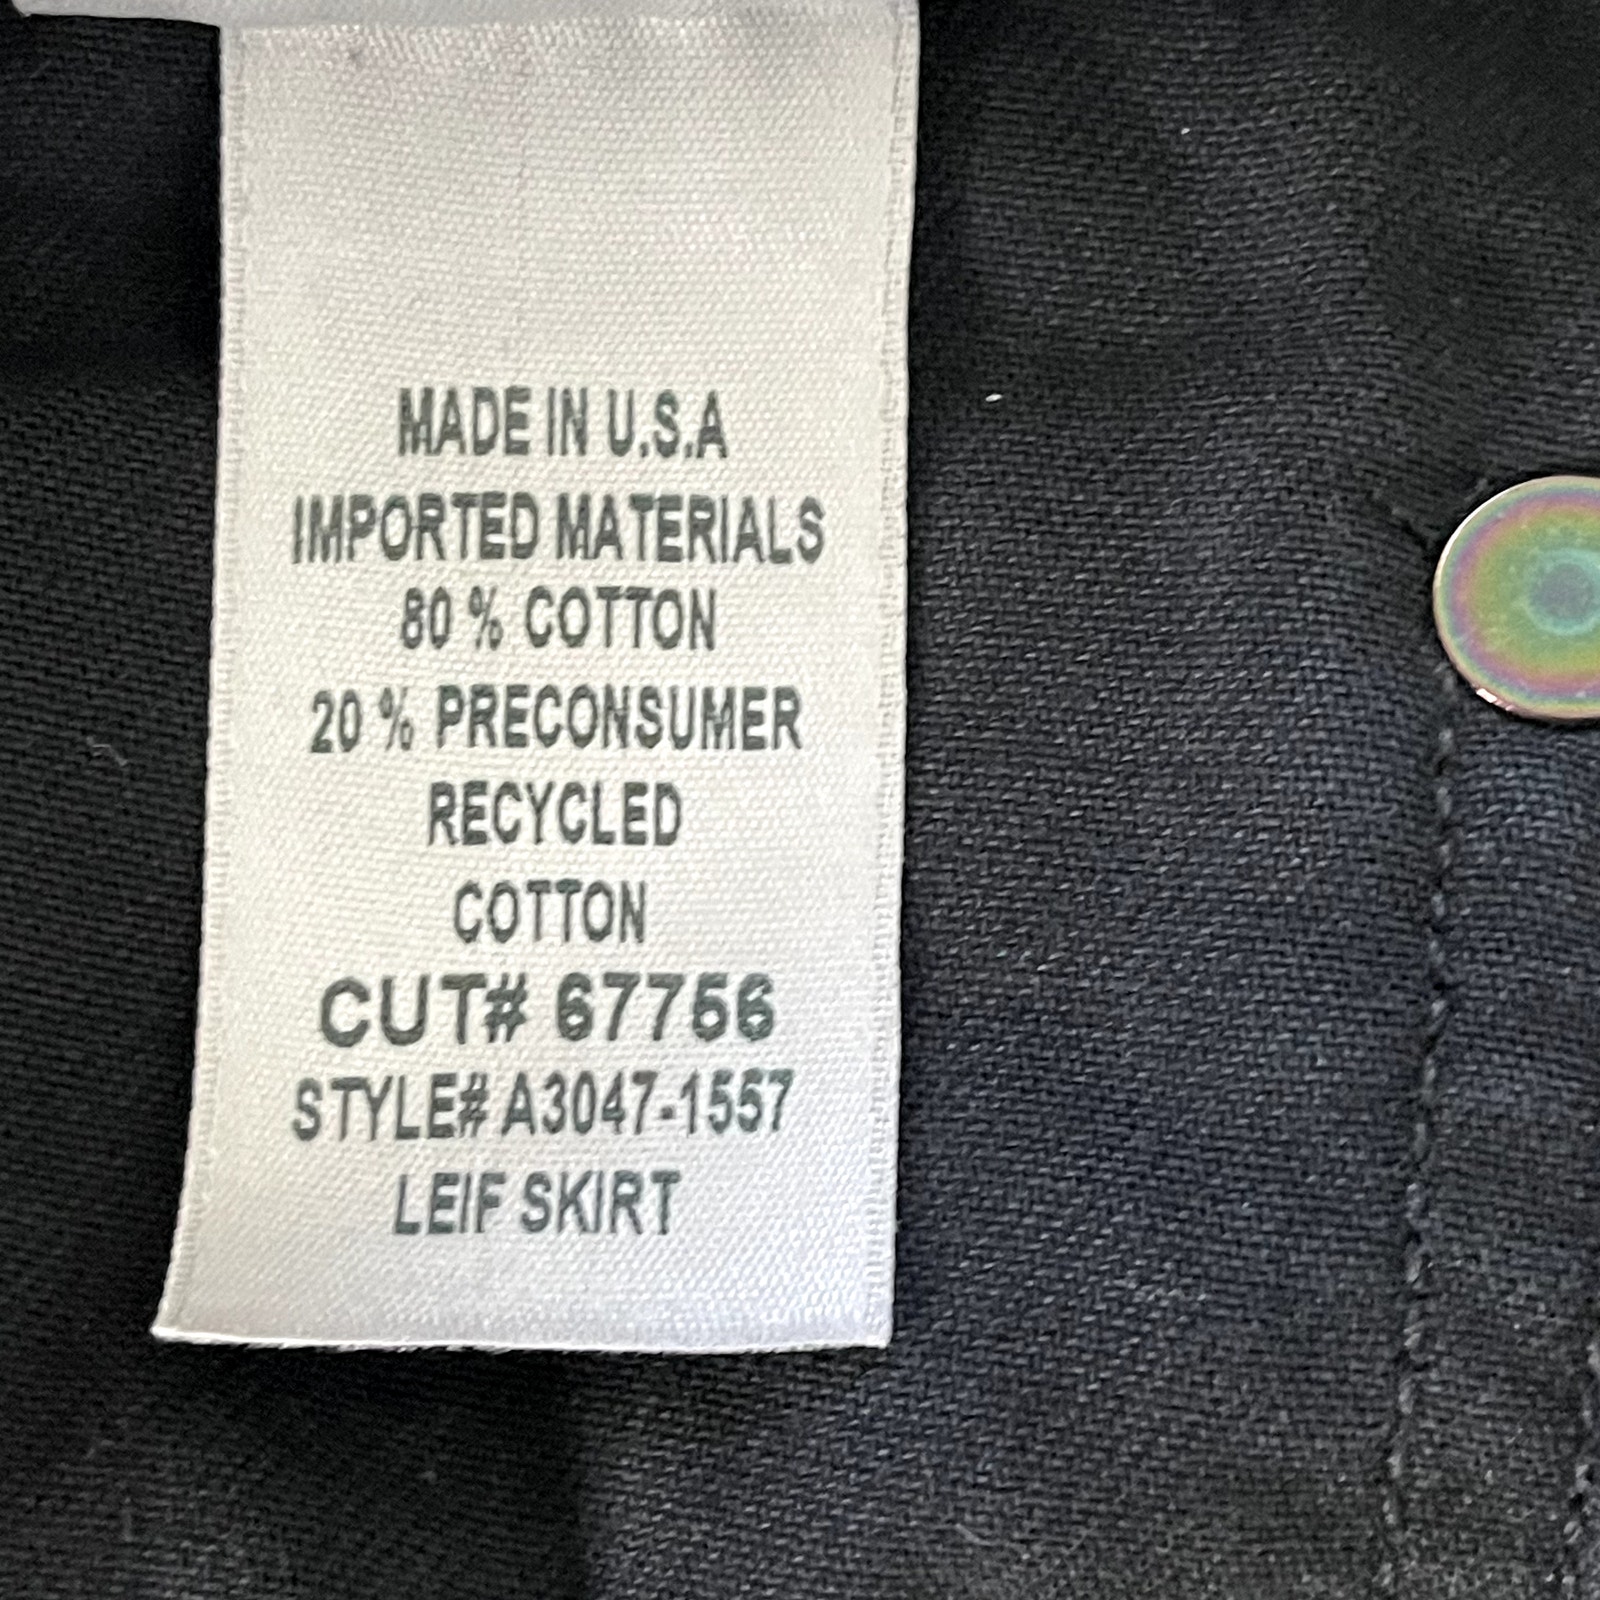 MADE IN U.S.A
IMPORTED MATERIALS
80 % COTTON
20 % PRECONSUMER
RECYCLED
COTTON
CUT# 67756
STYLE# A3047-1557
LEIF SKIRT